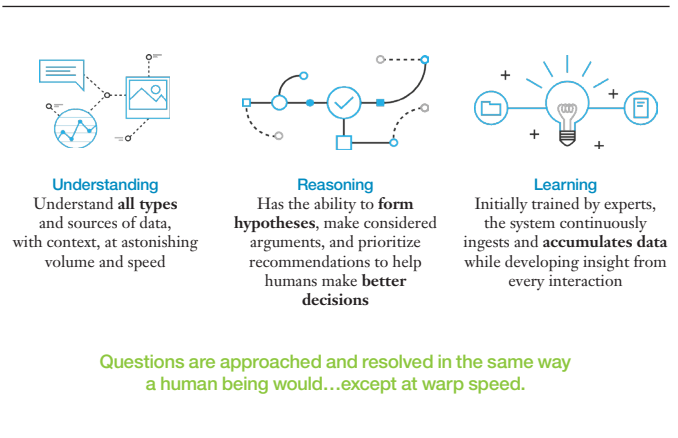 Understanding
Understand all types
and sources of data,
with context, at astonishing
volume and speed
Reasoning
Has the ability to form
hypotheses, make considered
arguments, and prioritize
recommendations to help
humans make better
decisions
Learning
Initially trained by experts,
the system continuously
ingests and accumulates data
while developing insight from
every interaction
Questions are approached and resolved in the same way
a human being would…except at warp speed.